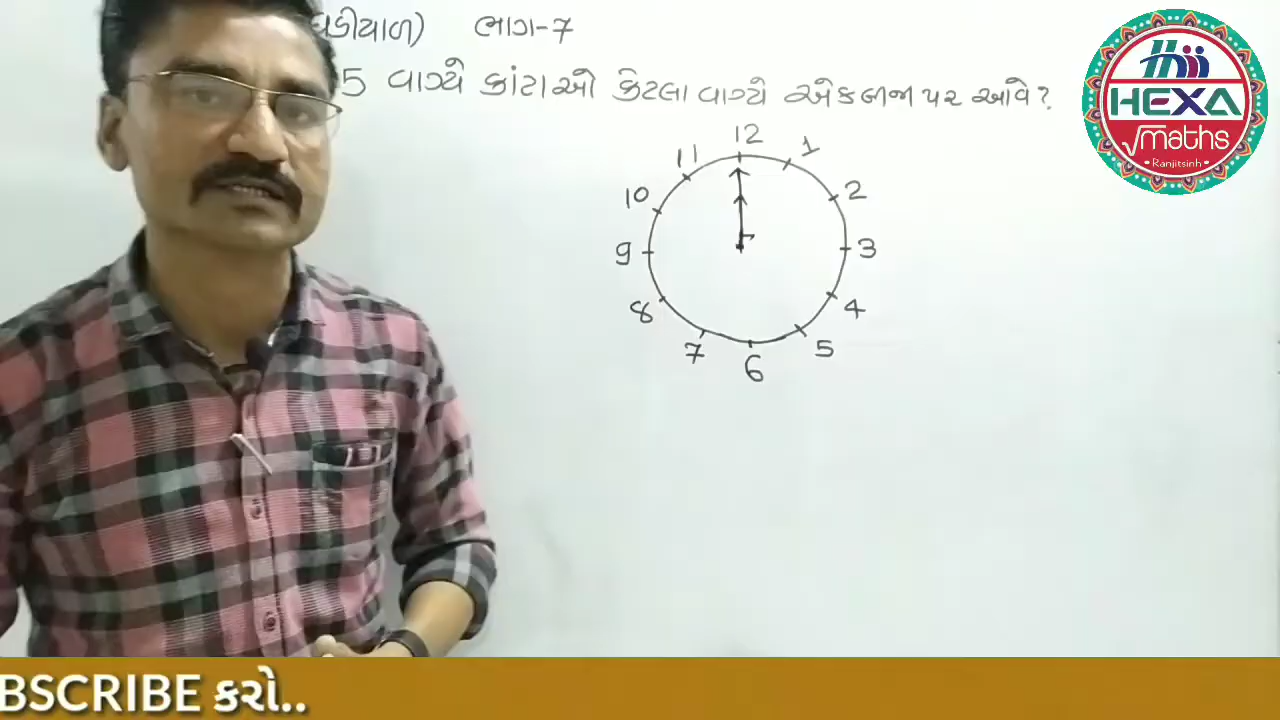 ઘડીયાળ) ભાગ-7
5 વાગ્યે કાંટાઓ કેટલા વાગ્યે એકબીજા પર આવે?
12
11 1
10 2
9 3
8 4
7 5
6
HEXA
√maths
Ranjitsinh
BSCRIBE કરો..